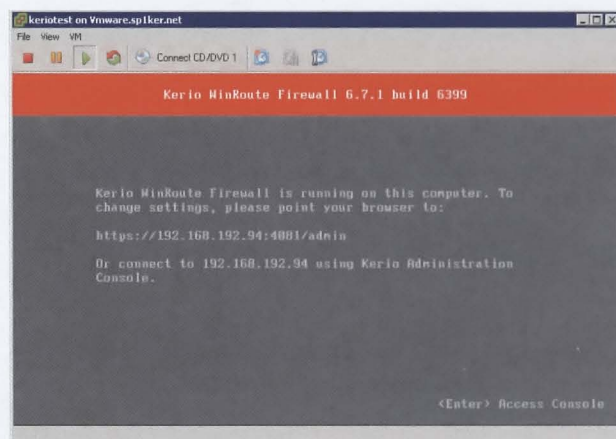 keriotest on Vmware.sp1ker.net
File View VM
Connect CD/DVD 1
Kerio WinRoute Firewall 6.7.1 build 6399
Kerio WinRoute Firewall is running on this computer. To
change settings, please point your browser to:
https://192.168.192.94:4081/admin
Or connect to 192.168.192.94 using Kerio Administration
Console.
<Enter> Access Console